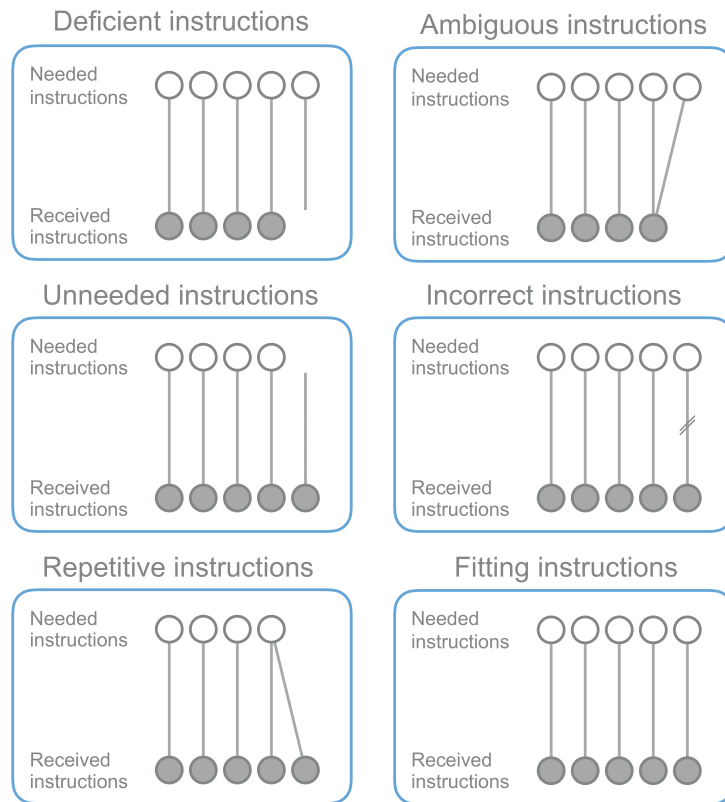 Deficient instructions
Needed
instructions
Received
instructions
Ambiguous instructions
Needed
instructions
Received
instructions
Unneeded instructions
Needed
instructions
Received
instructions
Incorrect instructions
Needed
instructions
Received
instructions
Repetitive instructions
Needed
instructions
Received
instructions
Fitting instructions
Needed
instructions
Received
instructions